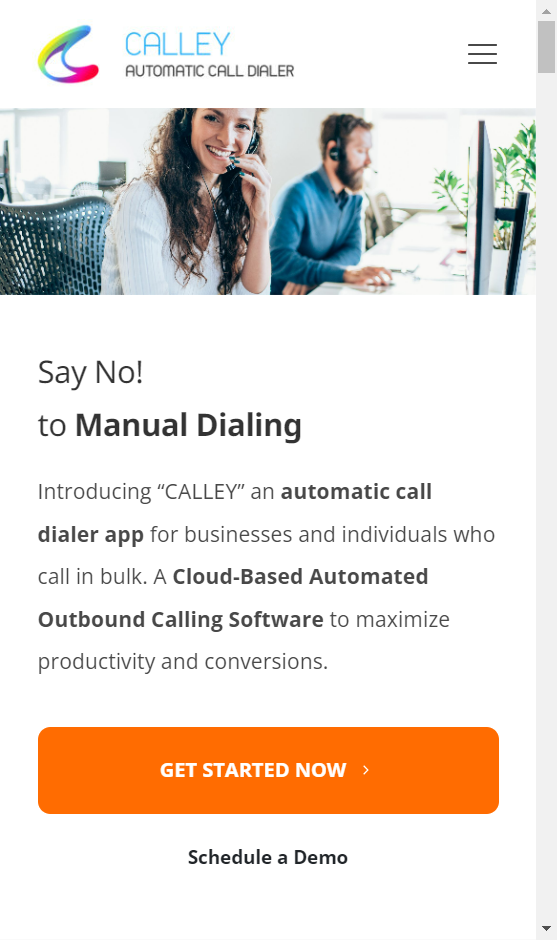 CALLEY
AUTOMATIC CALL DIALER
Say No!
to Manual Dialing
Introducing “CALLEY” an automatic call
dialer app for businesses and individuals who
call in bulk. A Cloud-Based Automated
Outbound Calling Software to maximize
productivity and conversions.
GET STARTED NOW
Schedule a Demo